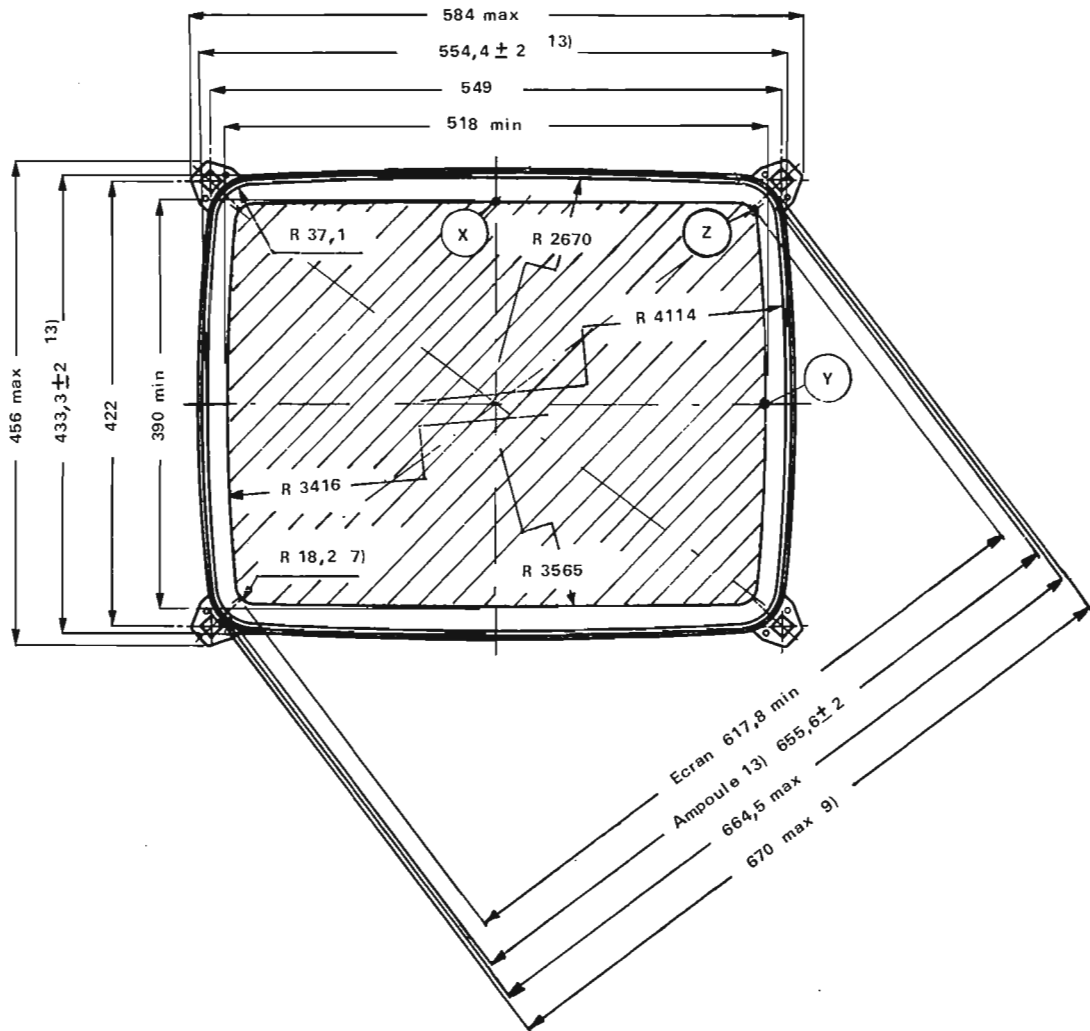 584 max
554,4 ± 2 13)
549
518 min
456 max
433,3 ± 2 13)
422
390 min
R 37,1
X
R 2670
Z
R 4114
Y
R 3416
R 18,2 7)
R 3565
Ecran 617,8 min
Ampoule 13) 655,6 ± 2
664,5 max
670 max 9)